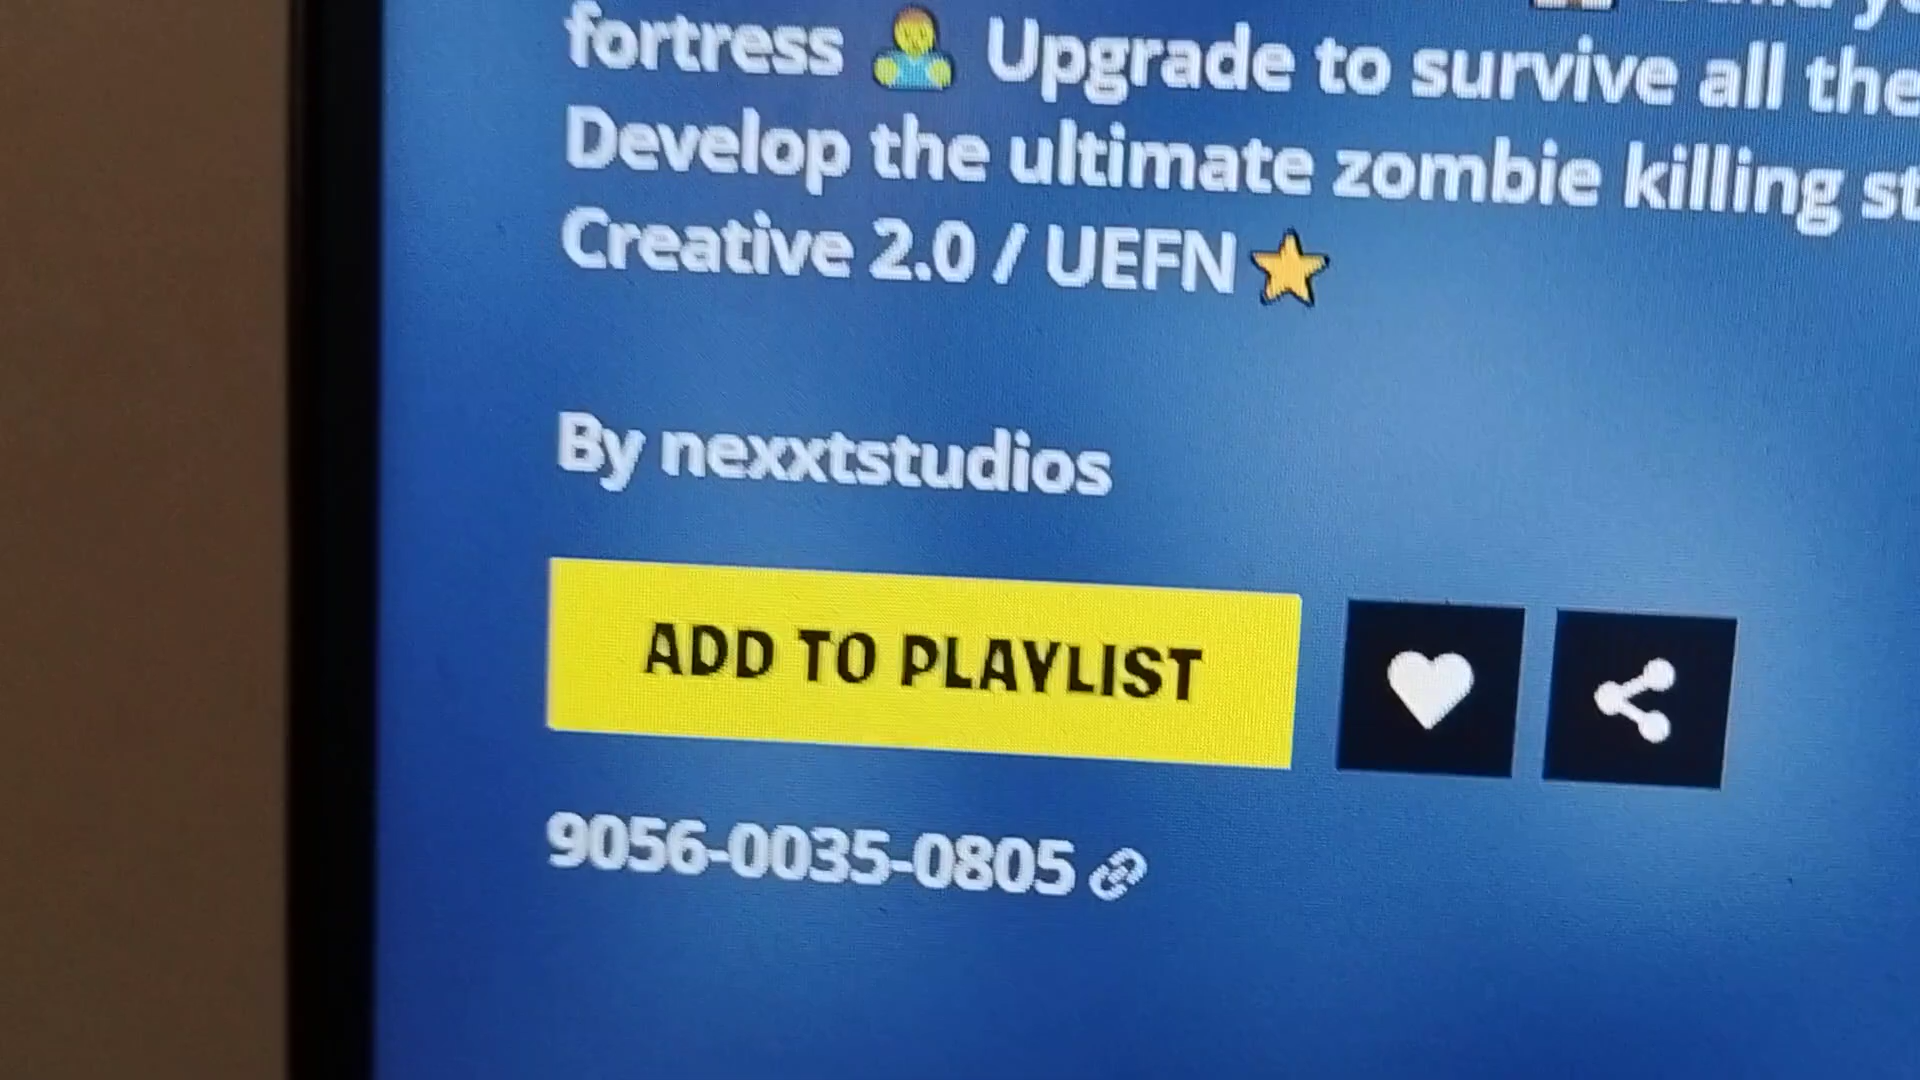 fortress 🧟 Upgrade to survive all the
Develop the ultimate zombie killing
Creative 2.0 / UEFN ⭐
By nexxtstudios
ADD TO PLAYLIST
9056-0035-0805